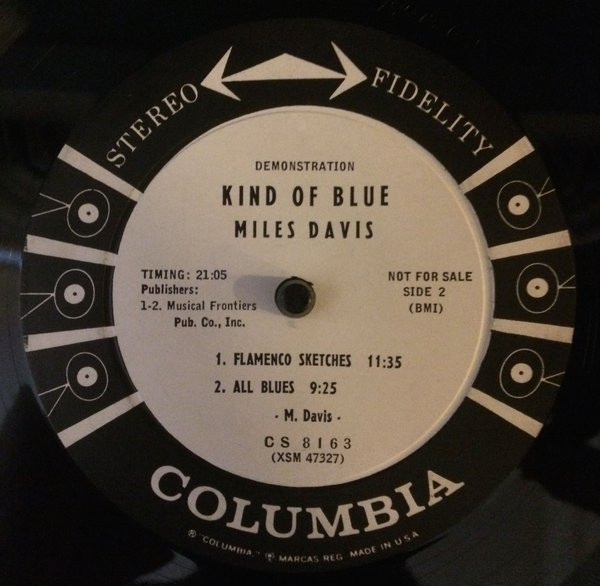 STEREO FIDELITY
DEMONSTRATION
KIND OF BLUE
MILES DAVIS
TIMING: 21:05
Publishers:
1-2. Musical Frontiers
Pub. Co., Inc.
NOT FOR SALE
SIDE 2
(BMI)
1. FLAMENCO SKETCHES 11:35
2. ALL BLUES 9:25
- M. Davis -
CS 8163
(XSM 47327)
COLUMBIA
® "COLUMBIA," MARCAS REG. MADE IN U.S.A.